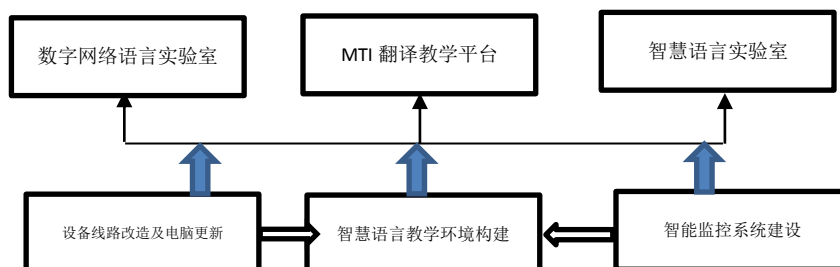 数字网络语言实验室
MTI 翻译教学平台
智慧语言实验室
设备线路改造及电脑更新
智慧语言教学环境构建
智能监控系统建设